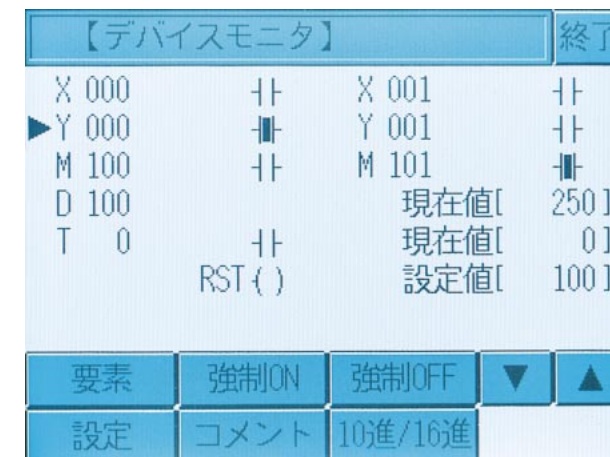 【デバイスモニタ】 終了
X 000 X 001
Y 000 Y 001
M 100 M 101
D 100 現在値[ 250]
T 0 現在値[ 0]
RST( ) 設定値[ 100]
要素 強制ON 強制OFF ▼ ▲
設定 コメント 10進/16進